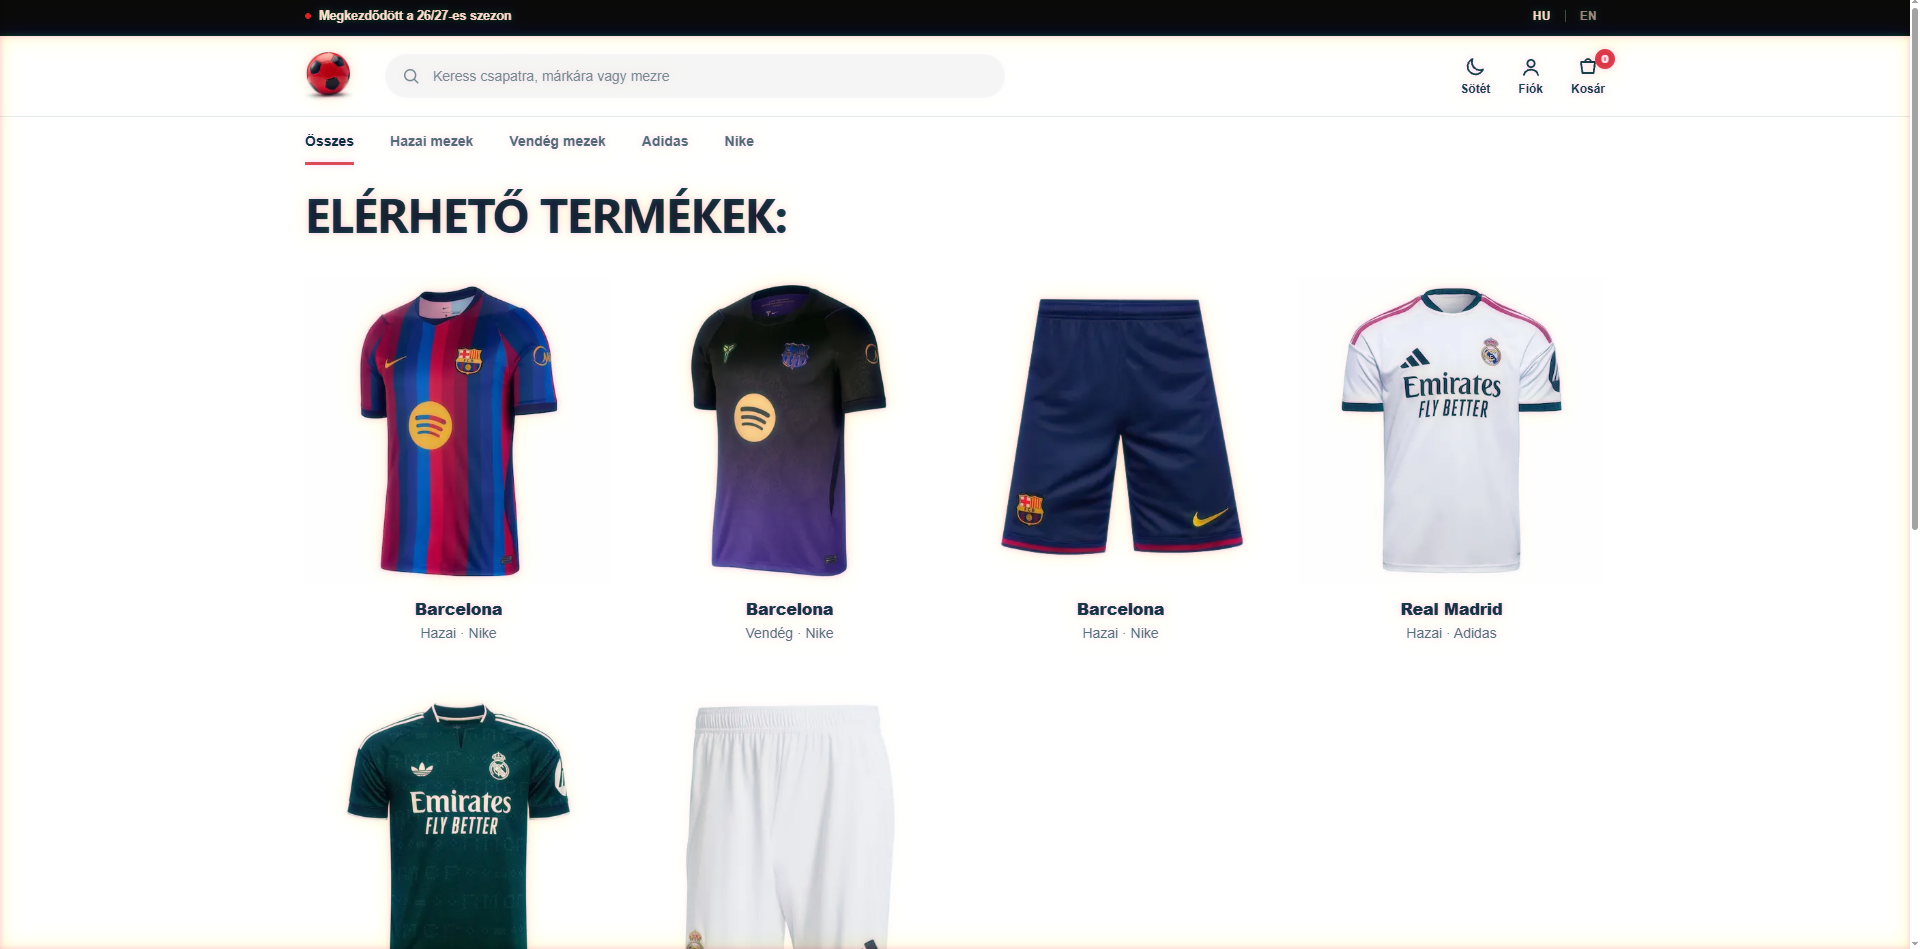 Megkezdődött a 26/27-es szezon
HU | EN
Keress csapatra, márkára vagy mezre
Sötét
Fiók
0
Kosár
Összes
Hazai mezek
Vendég mezek
Adidas
Nike
ELÉRHETŐ TERMÉKEK:
Emirates
FLY BETTER
Barcelona
Hazai · Nike
Barcelona
Vendég · Nike
Barcelona
Hazai · Nike
Real Madrid
Hazai · Adidas
Emirates
FLY BETTER